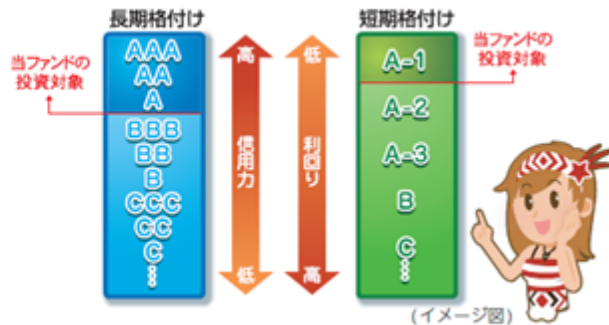 長期格付け
当ファンドの
投資対象
AAA
AA
A
BBB
BB
B
CCC
CC
C
高
信用力
低
低
利回り
高
短期格付け
A-1
A-2
A-3
B
C
当ファンドの
投資対象
(イメージ図)